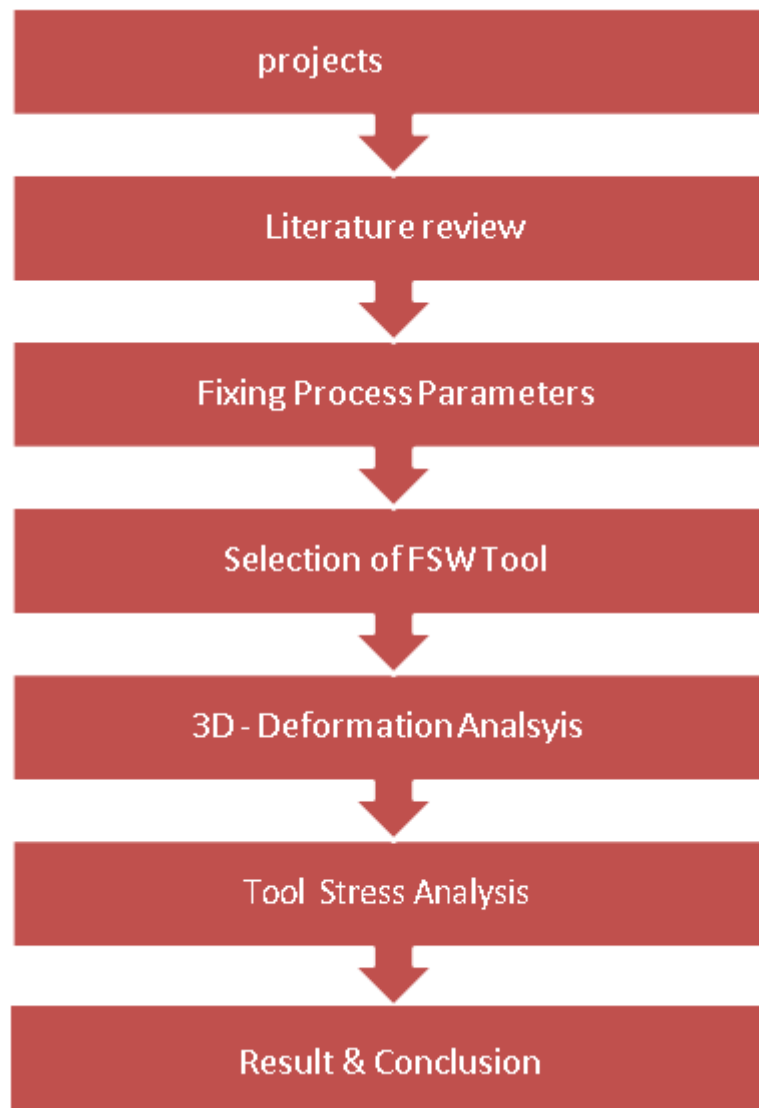 projects
Literature review
Fixing Process Parameters
Selection of FSW Tool
3D - Deformation Analsyis
Tool Stress Analysis
Result & Conclusion